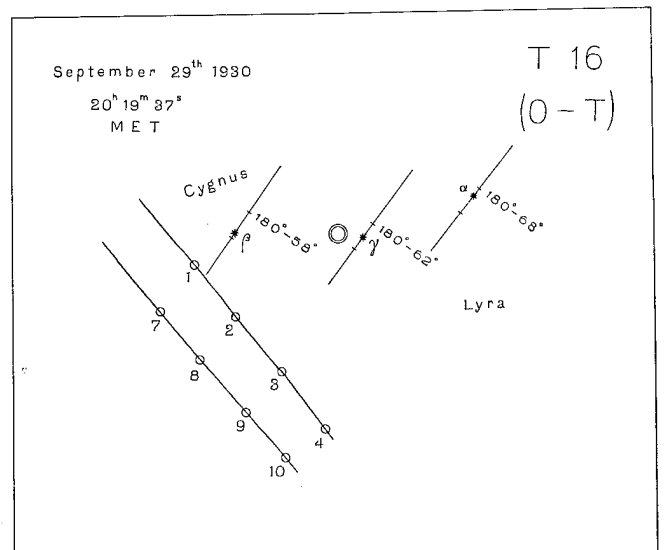 T 16
(O – T)
September 29th 1930
20h 19m 37s
MET
Cygnus
β
180°-58°
γ
180°-62°
α
180°-68°
Lyra
1
2
3
4
7
8
9
10